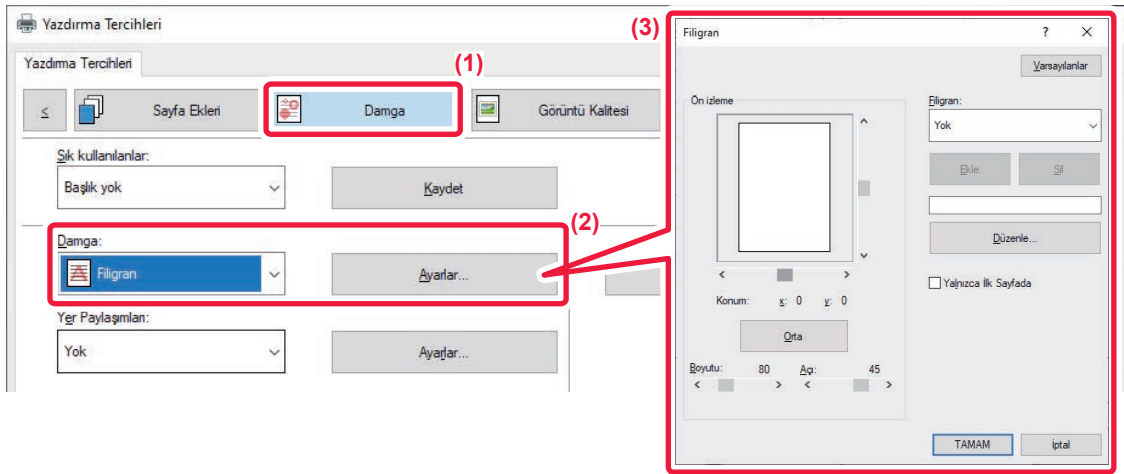 Yazdırma Tercihleri
Yazdırma Tercihleri
(1)
< Sayfa Ekleri Damga Görüntü Kalitesi
Sık kullanılanlar:
Başlık yok Kaydet
(2)
Damga:
Filigran Ayarlar...
Yer Paylaşımları:
Yok Ayarlar...
(3)
Filigran ? X
Varsayılanlar
Ön izleme
Filigran:
Yok
Ekle Sil
Düzenle...
Yalnızca İlk Sayfada
Konum: x: 0 y: 0
Orta
Boyutu: 80 Açı: 45
TAMAM İptal